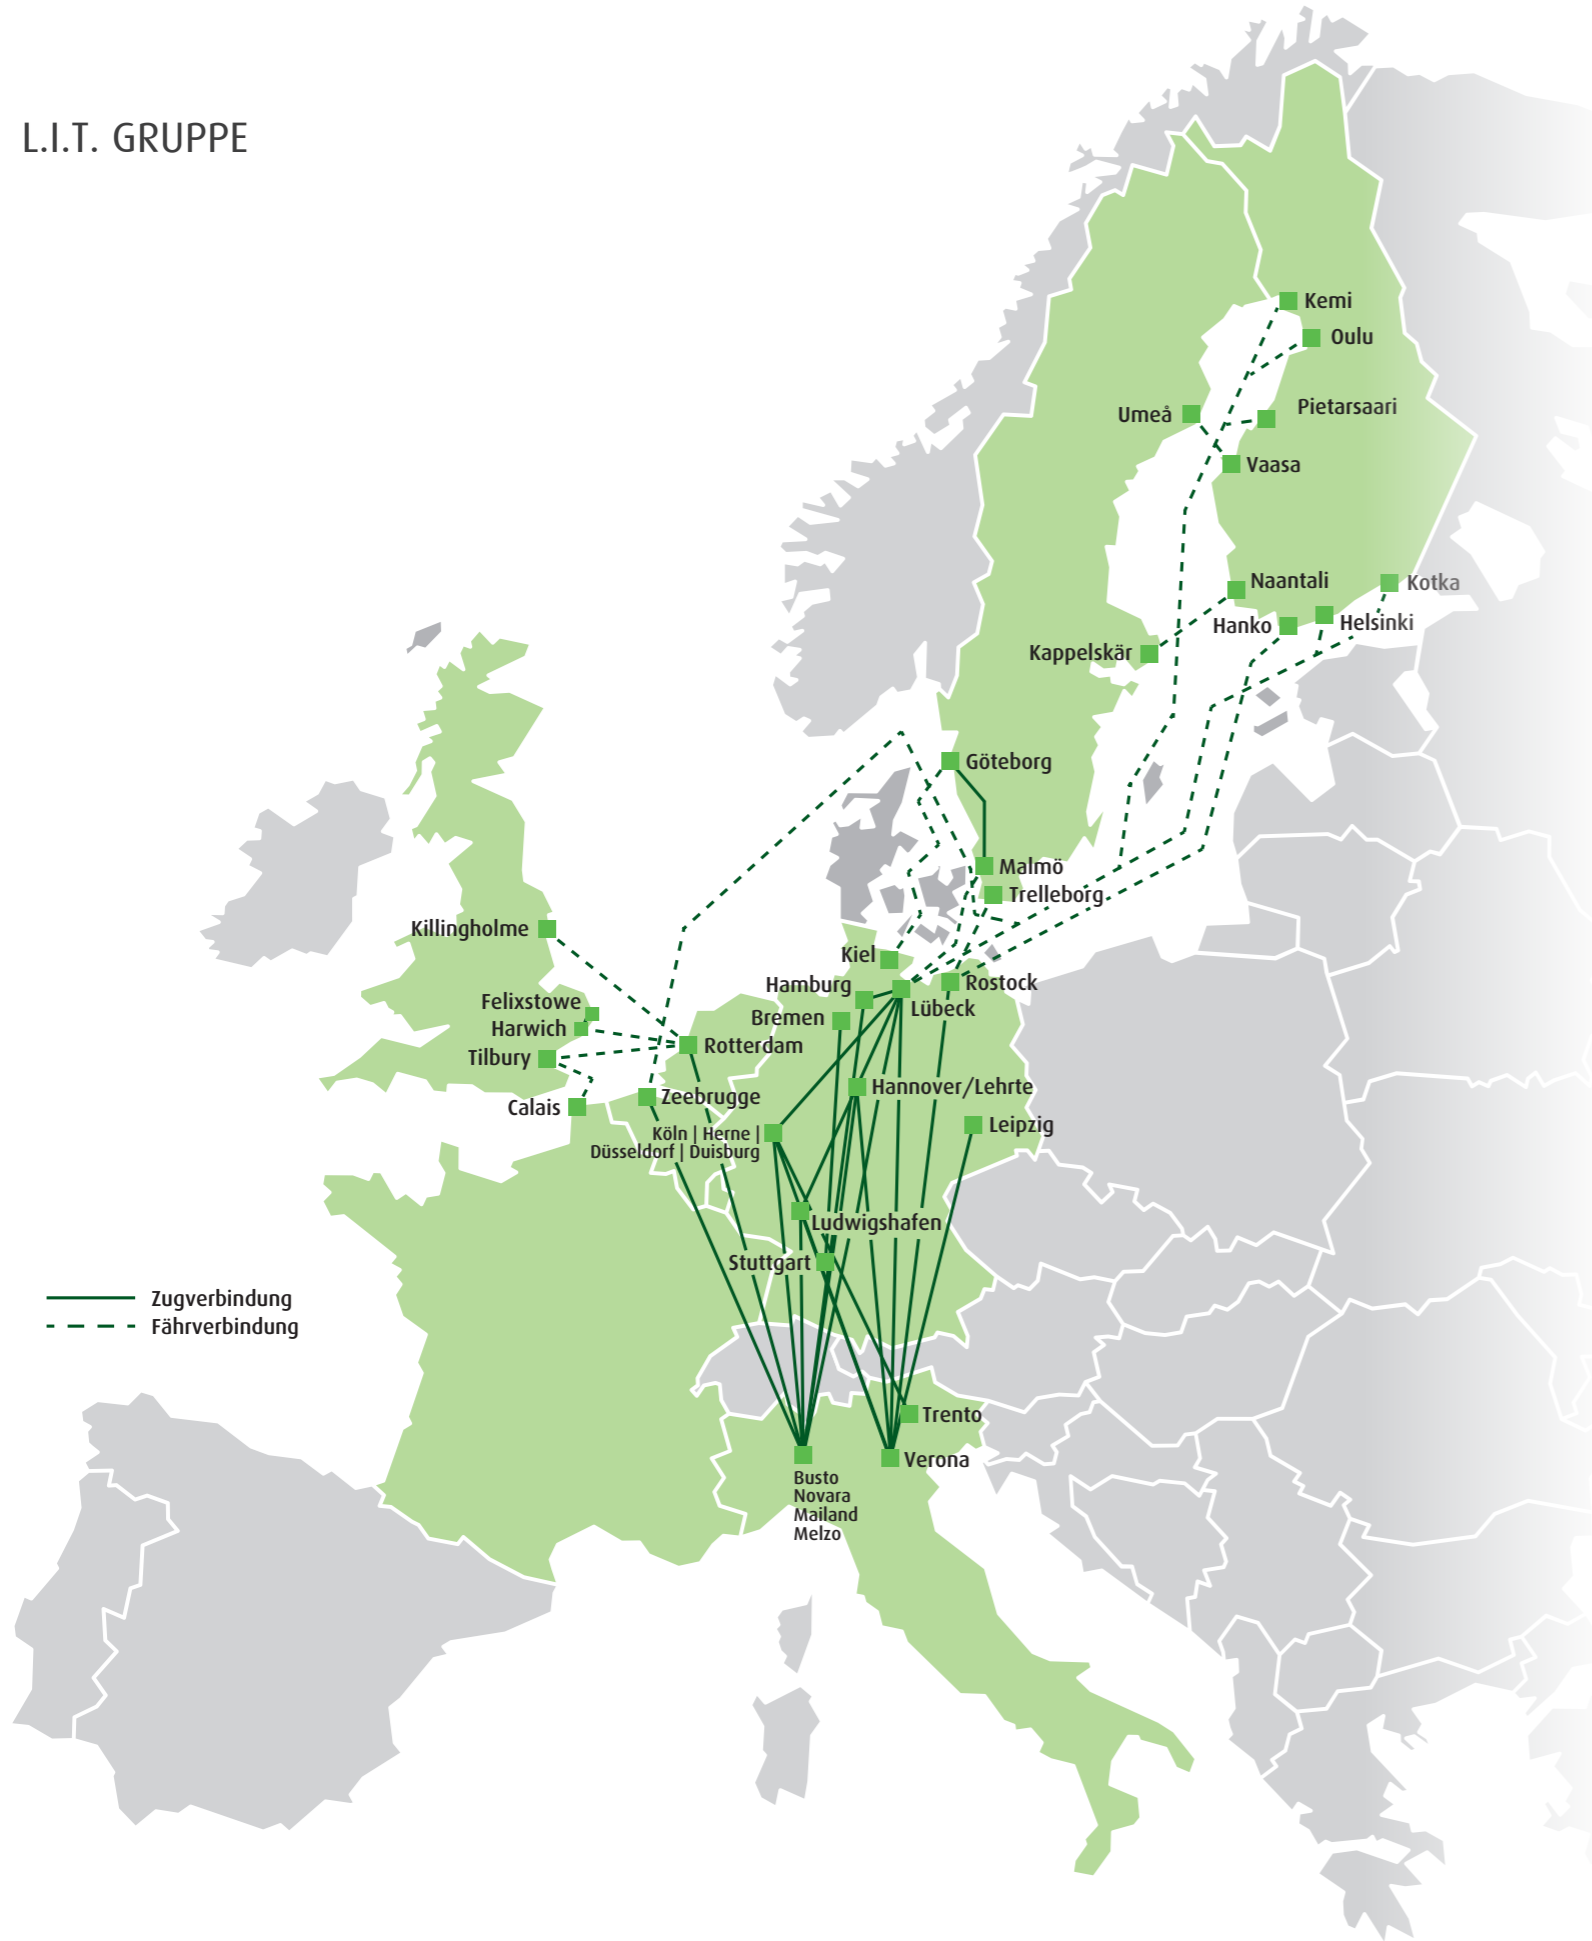 L.I.T. GRUPPE
Kemi
Oulu
Pietarsaari
Umeå
Vaasa
Naantali
Kotka
Hanko
Helsinki
Kappelskär
Göteborg
Malmö
Trelleborg
Killingholme
Kiel
Hamburg
Rostock
Lübeck
Felixstowe
Bremen
Harwich
Rotterdam
Tilbury
Hannover/Lehrte
Zeebrugge
Calais
Leipzig
Köln | Herne |
Düsseldorf | Duisburg
Ludwigshafen
Stuttgart
Zugverbindung
Fährverbindung
Trento
Verona
Busto
Novara
Mailand
Melzo